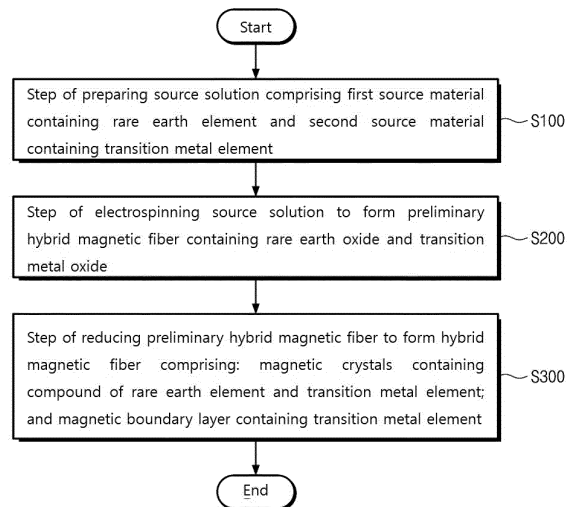 Start
Step of preparing source solution comprising first source material
containing rare earth element and second source material
containing transition metal element
S100
Step of electrospinning source solution to form preliminary
hybrid magnetic fiber containing rare earth oxide and transition
metal oxide
S200
Step of reducing preliminary hybrid magnetic fiber to form hybrid
magnetic fiber comprising: magnetic crystals containing
compound of rare earth element and transition metal element;
and magnetic boundary layer containing transition metal element
S300
End